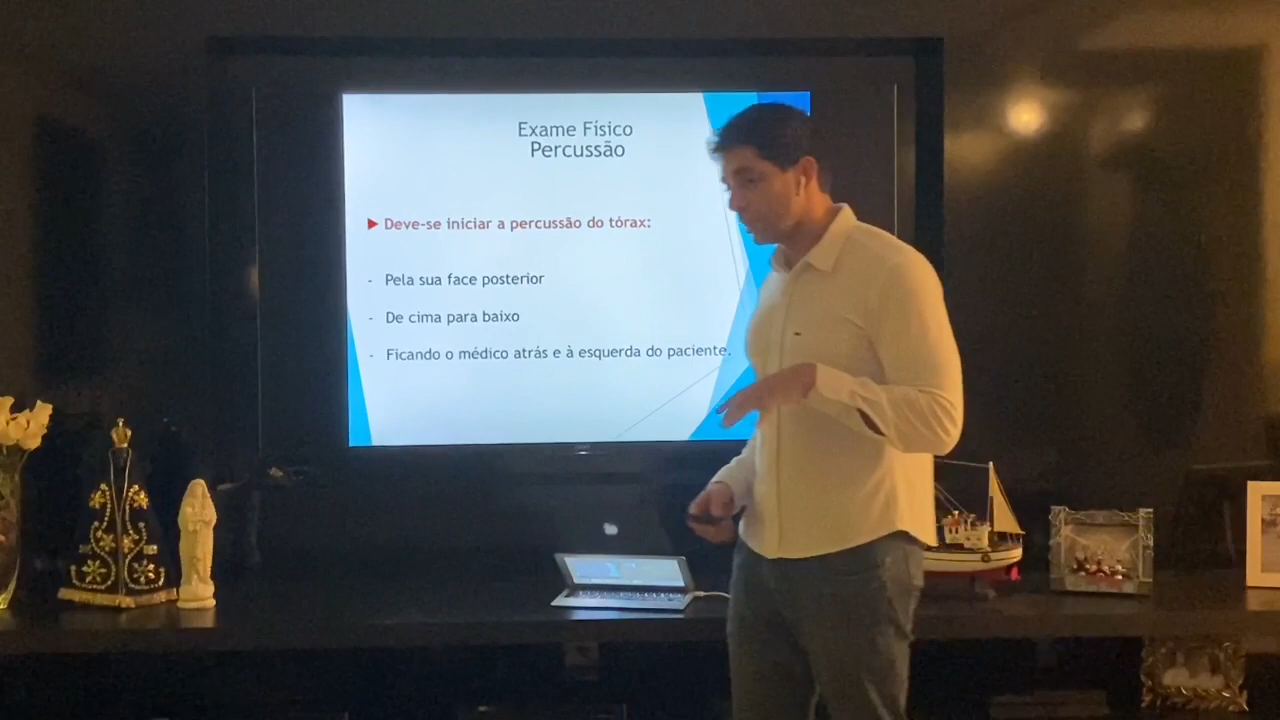 Exame Físico
Percussão
Deve-se iniciar a percussão do tórax:
- Pela sua face posterior
- De cima para baixo
- Ficando o médico atrás e à esquerda do paciente.